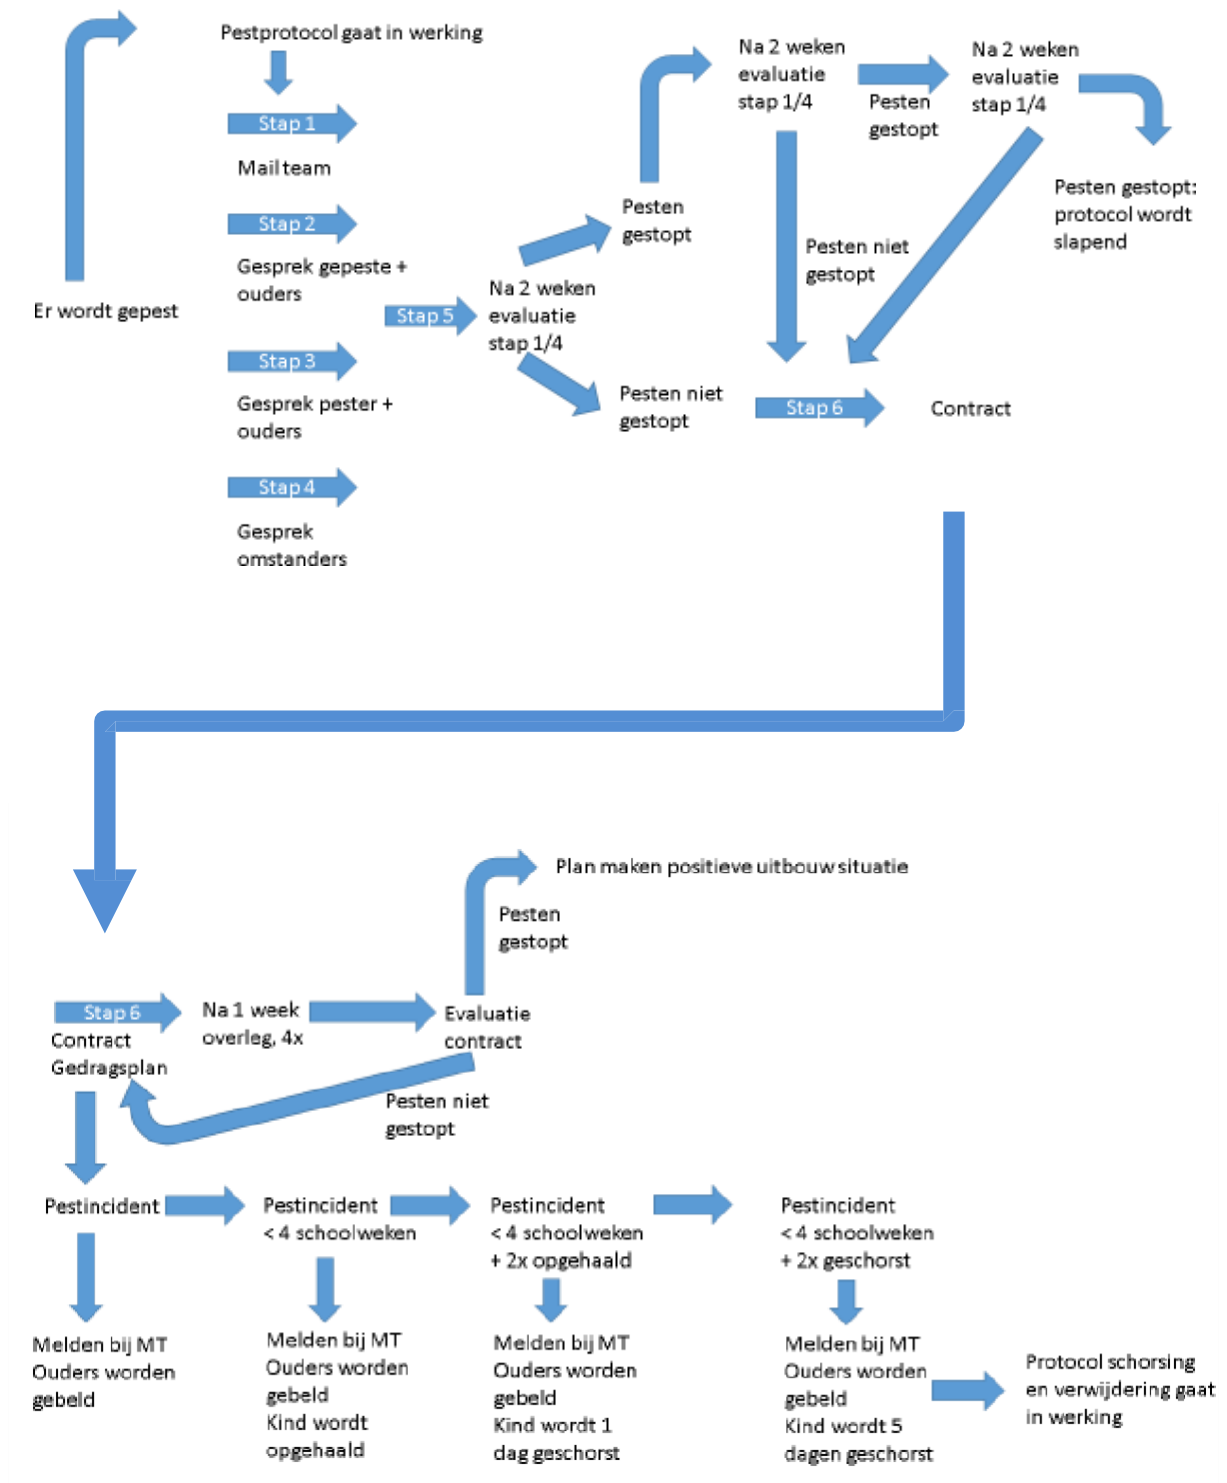 Er wordt gepest
Pestprotocol gaat in werking
Stap 1
Mail team
Stap 2
Gesprek gepeste +
ouders
Stap 3
Gesprek pester +
ouders
Stap 4
Gesprek
omstanders
Stap 5
Na 2 weken
evaluatie
stap 1/4
Pesten
gestopt
Pesten niet
gestopt
Na 2 weken
evaluatie
stap 1/4
Pesten
gestopt
Na 2 weken
evaluatie
stap 1/4
Pesten gestopt:
protocol wordt
slapend
Pesten niet
gestopt
Stap 6
Contract
Stap 6
Contract
Gedragsplan
Na 1 week
overleg, 4x
Evaluatie
contract
Pesten
gestopt
Plan maken positieve uitbouw situatie
Pesten niet
gestopt
Pestincident
Pestincident
< 4 schoolweken
Pestincident
< 4 schoolweken
+ 2x opgehaald
Pestincident
< 4 schoolweken
+ 2x geschorst
Melden bij MT
Ouders worden
gebeld
Melden bij MT
Ouders worden
gebeld
Kind wordt
opgehaald
Melden bij MT
Ouders worden
gebeld
Kind wordt 1
dag geschorst
Melden bij MT
Ouders worden
gebeld
Kind wordt 5
dagen geschorst
Protocol schorsing
en verwijdering gaat
in werking